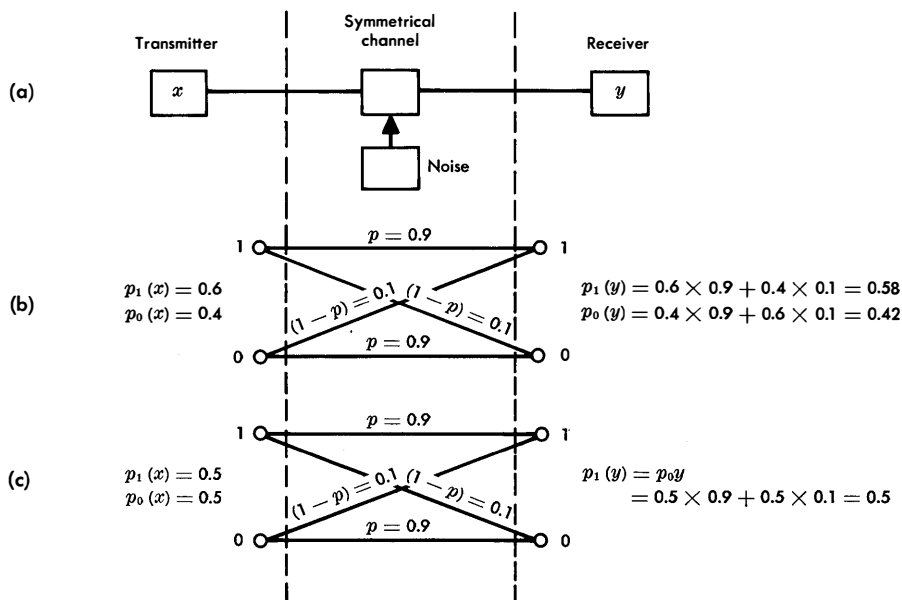 Symmetrical
channel
Transmitter
Receiver
(a)
x
y
Noise
(b)
1
p = 0.9
1
p₁ (x) = 0.6
p₀ (x) = 0.4
(1 − p) = 0.1
(1 − p) = 0.1
p₁ (y) = 0.6 × 0.9 + 0.4 × 0.1 = 0.58
p₀ (y) = 0.4 × 0.9 + 0.6 × 0.1 = 0.42
0
p = 0.9
0
(c)
1
p = 0.9
1
p₁ (x) = 0.5
p₀ (x) = 0.5
(1 − p) = 0.1
(1 − p) = 0.1
p₁ (y) = p₀y
= 0.5 × 0.9 + 0.5 × 0.1 = 0.5
0
p = 0.9
0